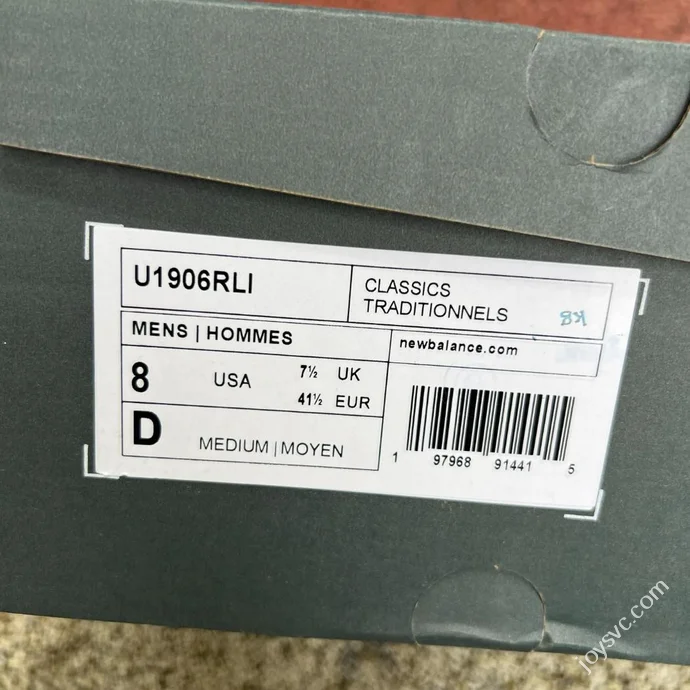 U1906RLI
CLASSICS
TRADITIONNELS
MENS | HOMMES
newbalance.com
8 USA 7½ UK
41½ EUR
D MEDIUM | MOYEN
1 97968 91441 5
joysvc.com